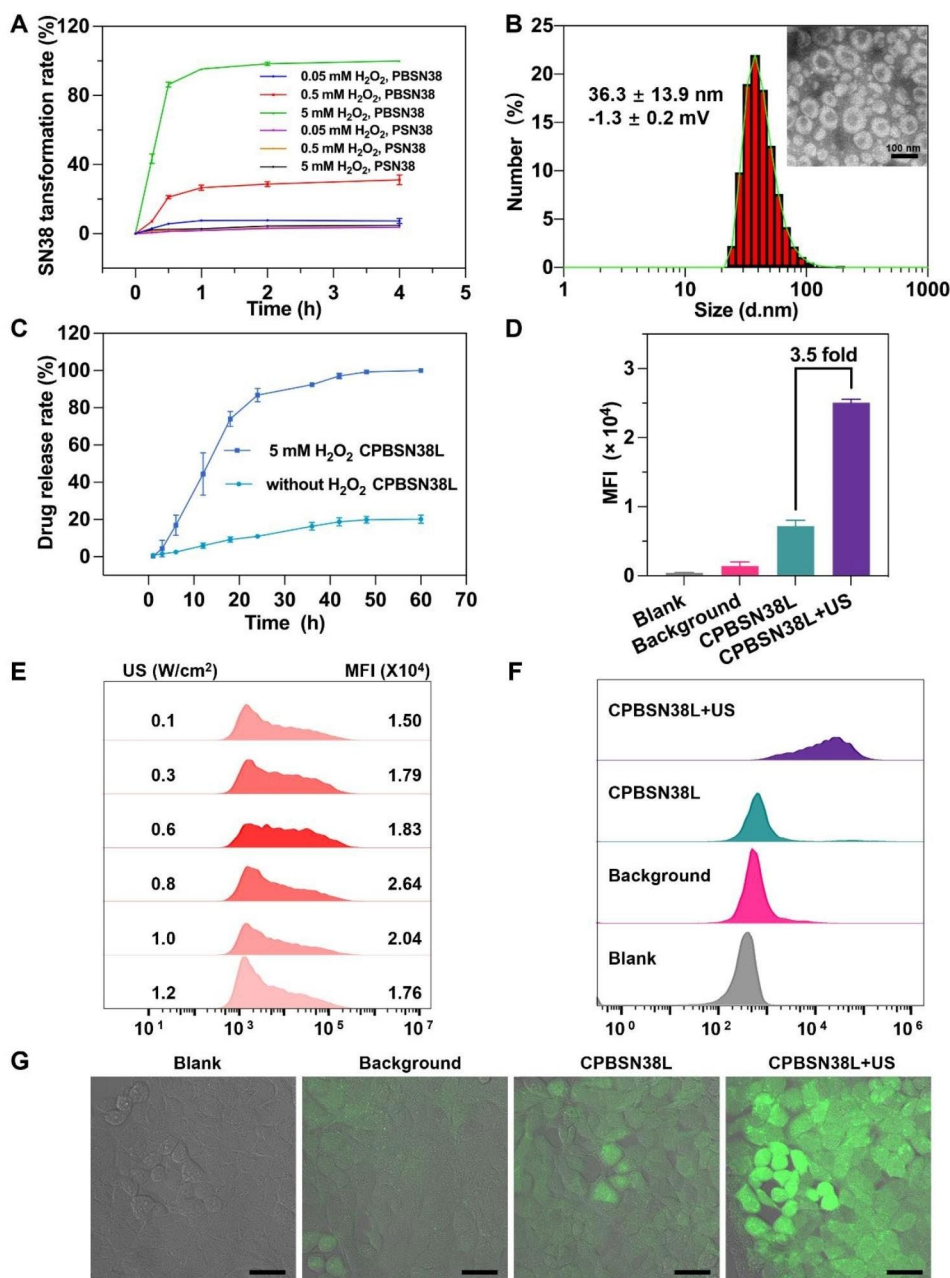 A
SN38 tansformation rate (%)
120
80
40
0
0.05 mM H₂O₂, PBSN38
0.5 mM H₂O₂, PBSN38
5 mM H₂O₂, PBSN38
0.05 mM H₂O₂, PSN38
0.5 mM H₂O₂, PSN38
5 mM H₂O₂, PSN38
0 1 2 3 4 5
Time (h)
B
Number (%)
25
20
15
10
5
0
36.3 ± 13.9 nm
-1.3 ± 0.2 mV
100 nm
1 10 100 1000
Size (d.nm)
C
Drug release rate (%)
120
100
80
60
40
20
0
5 mM H₂O₂ CPBSN38L
without H₂O₂ CPBSN38L
0 10 20 30 40 50 60 70
Time (h)
D
MFI (× 10⁴)
3
2
1
0
3.5 fold
Blank
Background
CPBSN38L
CPBSN38L+US
E
US (W/cm²) MFI (X10⁴)
0.1 1.50
0.3 1.79
0.6 1.83
0.8 2.64
1.0 2.04
1.2 1.76
10¹ 10³ 10⁵ 10⁷
F
CPBSN38L+US
CPBSN38L
Background
Blank
10⁰ 10² 10⁴ 10⁶
G
Blank Background CPBSN38L CPBSN38L+US